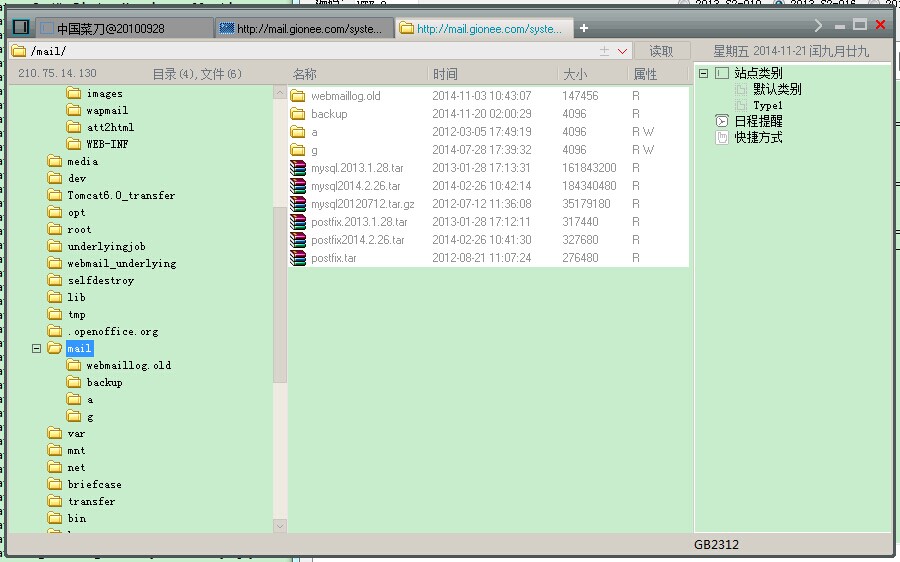 中国菜刀@20100928 http://mail.gionee.com/syste... http://mail.gionee.com/syste... +
/mail/ 读取 星期五 2014-11-21 闰九月廿九
210.75.14.130 目录(4),文件(6) 名称 时间 大小 属性
images
wapmail
att2html
WEB-INF
media
dev
Tomcat6.0_transfer
opt
root
underlyingjob
webmail_underlying
selfdestroy
lib
tmp
.openoffice.org
mail
webmaillog.old
backup
a
g
var
mnt
net
briefcase
transfer
bin
webmaillog.old 2014-11-03 10:43:07 147456 R
backup 2014-11-20 02:00:29 4096 R
a 2012-03-05 17:49:19 4096 R W
g 2014-07-28 17:39:32 4096 R W
mysql.2013.1.28.tar 2013-01-28 17:13:31 161843200 R
mysql2014.2.26.tar 2014-02-26 10:42:14 184340480 R
mysql20120712.tar.gz 2012-07-12 11:36:08 35179180 R
postfix.2013.1.28.tar 2013-01-28 17:12:11 317440 R
postfix2014.2.26.tar 2014-02-26 10:41:30 327680 R
postfix.tar 2012-08-21 11:07:24 276480 R
站点类别
默认类别
Type1
日程提醒
快捷方式
GB2312